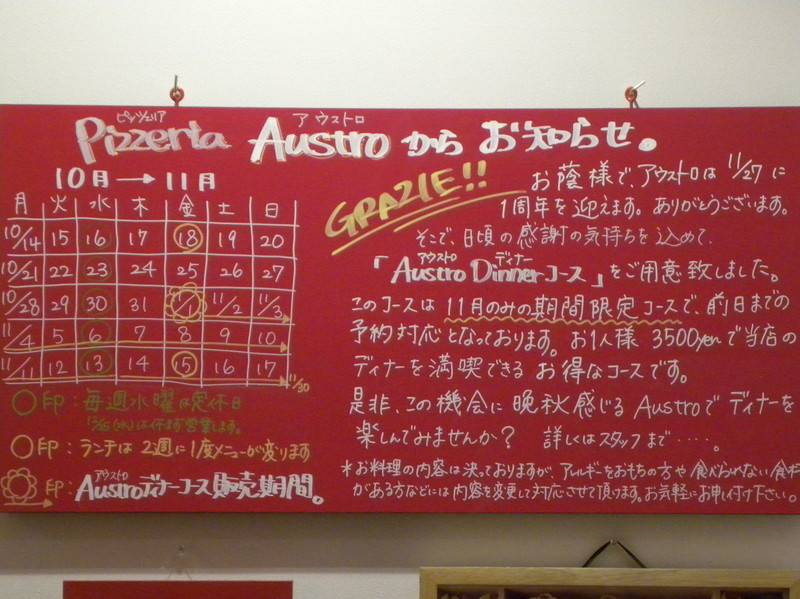 ピッツェリア アウストロ
Pizzeria Austro から お知らせ。
10月 → 11月
月 火 水 木 金 土 日
10/14 15 16 17 18 19 20
10/21 22 23 24 25 26 27
10/28 29 30 31 11/1 11/2 11/3
11/4 5 6 7 8 9 10
11/11 12 13 14 15 16 17
11/30
○印：毎週水曜は定休日
は休まず営業します。
○印：ランチは2週に1度メニューが変ります
アウストロ
印：Austroディナーコース販売期間。
GRAZIE!!
お蔭様で、アウストロは 11/27 に
1周年を迎えます。ありがとうございます。
そこで、日頃の感謝の気持ちを込めて、
アウストロ ディナー
「Austro Dinnerコース」をご用意致しました。
このコースは 11月のみの期間限定コースで、前日までの
予約対応となっております。お1人様 3500yenで当店の
ディナーを満喫できる お得なコースです。
是非、この機会に 晩秋感じる Austroで ディナーを
楽しんでみませんか？ 詳しくはスタッフまで‥‥。
＊お料理の内容は決っておりますが、アレルギーをおもちの方や食べられない食材
がある方などには内容を変更して対応させて頂けます。お気軽にお申し付け下さい。